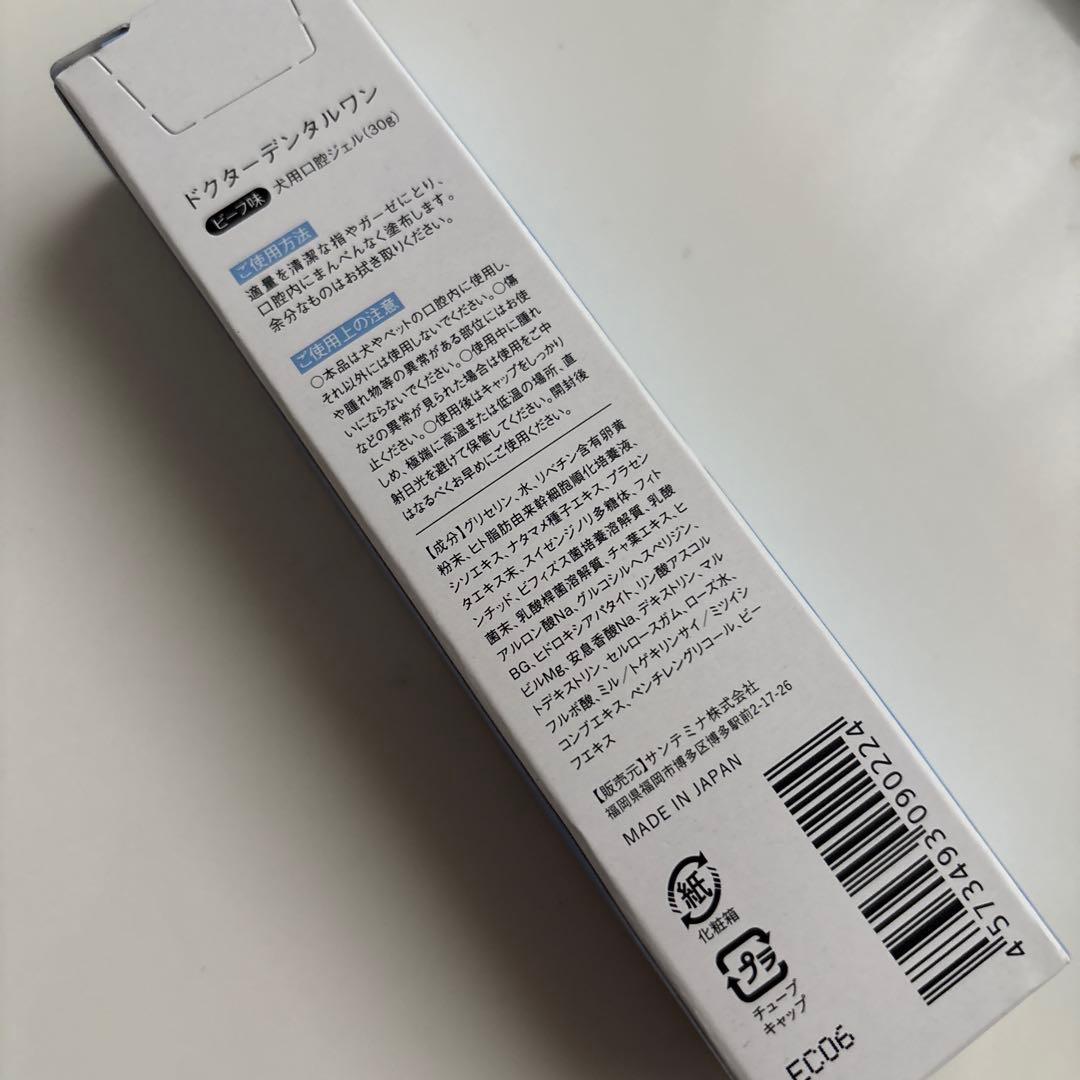 ドクターデンタルワン
ビーフ味 犬用口腔ジェル(30g)
ご使用方法
適量を清潔な指やガーゼにとり、
口腔内にまんべんなく塗布します。
余分なものはお拭き取りください。
ご使用上の注意
○本品は犬やペットの口腔内に使用し、
それ以外には使用しないでください。○傷
や腫れ物等の異常がある部位にはお使
いにならないでください。○使用中に腫れ
などの異常が見られた場合は使用をご中
止ください。○使用後はキャップをしっかり
しめ、極端に高温または低温の場所、直
射日光を避けて保管してください。開封後
はなるべくお早めにご使用ください。
【成分】グリセリン、水、リベチン含有卵黄
粉末、ヒト脂肪由来幹細胞順化培養液、
シソエキス、ナタマメ種子エキス、プラセン
タエキス末、スイゼンジノリ多糖体、フィト
ンチッド、ビフィズス菌培養溶解質、乳酸
菌末、乳酸桿菌溶解質、チャ葉エキス、ヒ
アルロン酸Na、グルコシルヘスペリジン、
BG、ヒドロキシアパタイト、リン酸アスコル
ビルMg、安息香酸Na、デキストリン、マル
トデキストリン、セルロースガム、ローズ水、
フルボ酸、ミル/トゲキリンサイ/ミツイシ
コンブエキス、ペンチレングリコール、ビー
フエキス
【販売元】サンテミナ株式会社
福岡県福岡市博多区博多駅前2-17-26
MADE IN JAPAN
紙
化粧箱
プラ
チューブ
キャップ
4573493090224
EC06